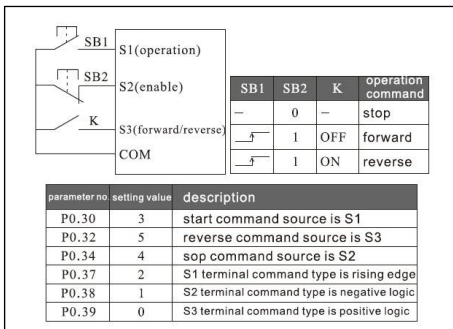 SB1
S1(operation)
SB2
S2(enable)
K
S3(forward/reverse)
COM
SB1 SB2 K operation command
– 0 – stop
1 OFF forward
1 ON reverse
parameter no. setting value description
P0.30 3 start command source is S1
P0.32 5 reverse command source is S3
P0.34 4 sop command source is S2
P0.37 2 S1 terminal command type is rising edge
P0.38 1 S2 terminal command type is negative logic
P0.39 0 S3 terminal command type is positive logic